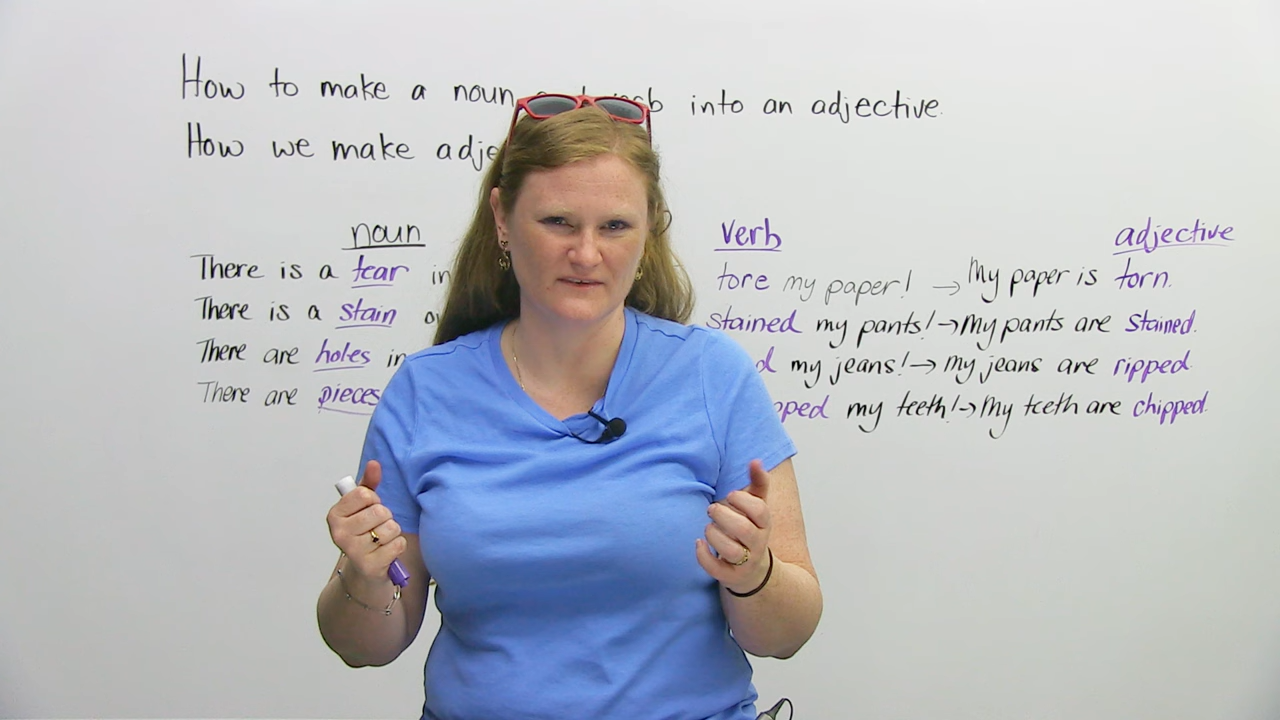 How to make a noun into an adjective.
How we make adje
noun verb adjective
There is a tear in tore my paper! → My paper is torn.
There is a stain stained my pants! → My pants are stained.
There are holes in my jeans! → My jeans are ripped.
There are pieces pped my teeth! → My teeth are chipped.